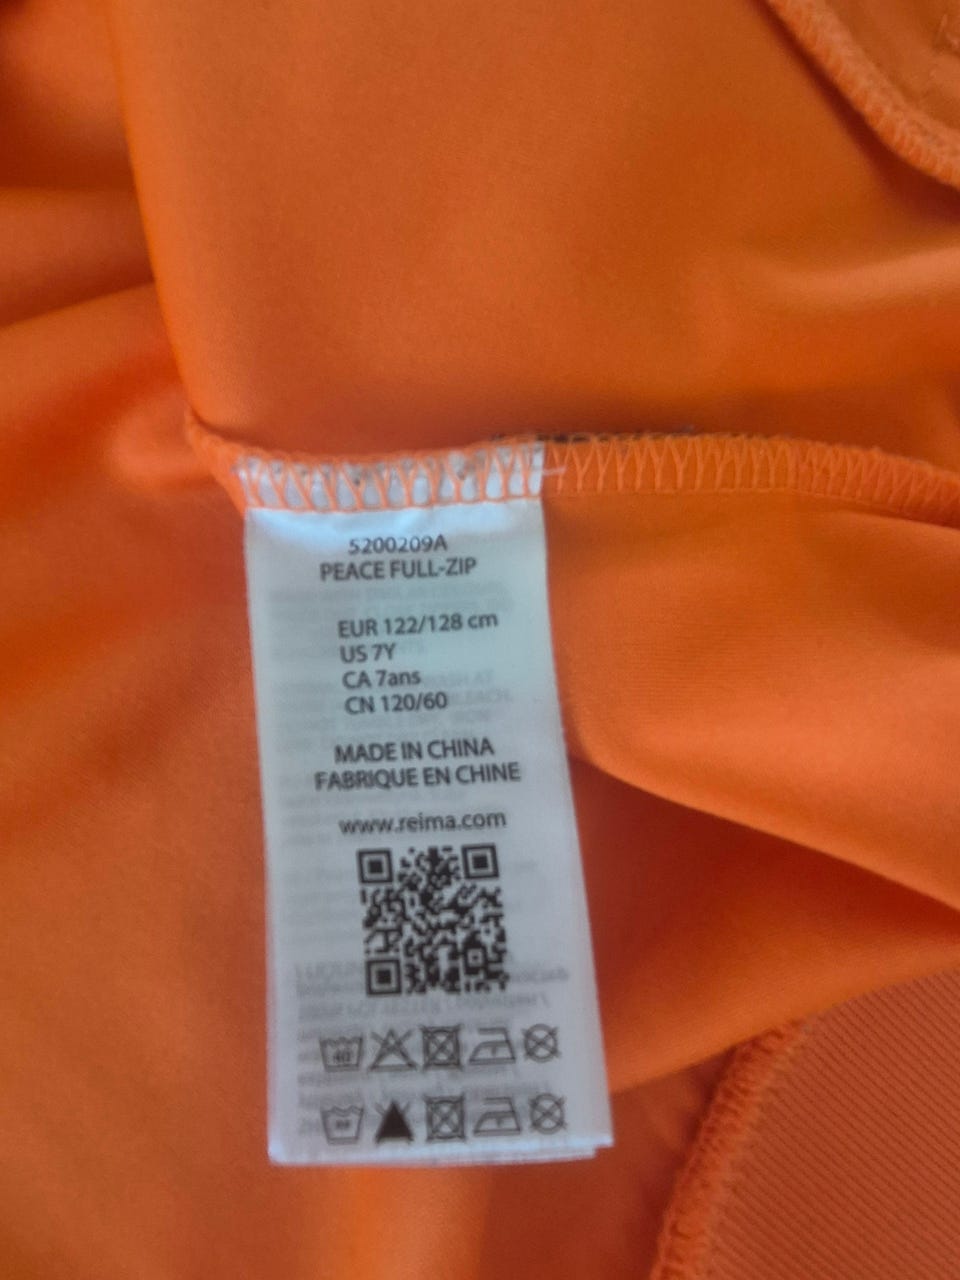 5200209A
PEACE FULL-ZIP
EUR 122/128 cm
US 7Y
CA 7ans
CN 120/60
MADE IN CHINA
FABRIQUE EN CHINE
www.reima.com
40